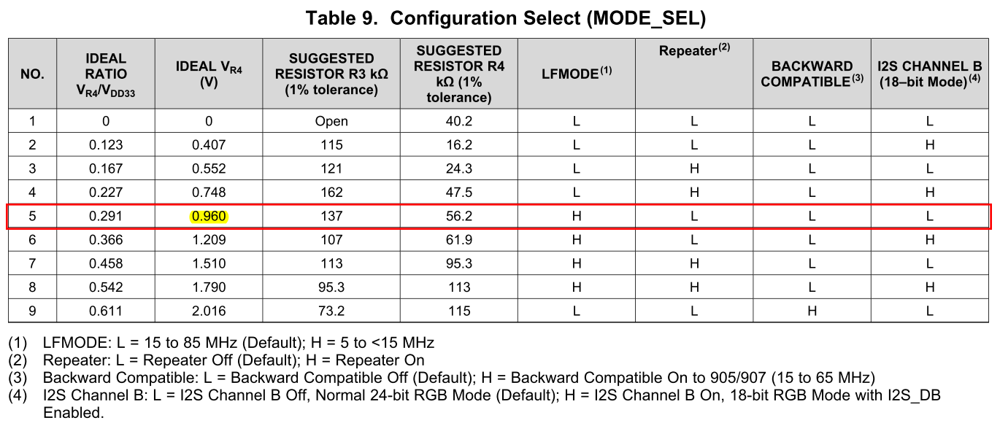 Table 9. Configuration Select (MODE_SEL)
NO. IDEAL RATIO VR4/VDD33 IDEAL VR4 (V) SUGGESTED RESISTOR R3 kΩ (1% tolerance) SUGGESTED RESISTOR R4 kΩ (1% tolerance) LFMODE(1) Repeater(2) BACKWARD COMPATIBLE(3) I2S CHANNEL B (18–bit Mode)(4)
1 0 0 Open 40.2 L L L L
2 0.123 0.407 115 16.2 L L L H
3 0.167 0.552 121 24.3 L H L L
4 0.227 0.748 162 47.5 L H L H
5 0.291 0.960 137 56.2 H L L L
6 0.366 1.209 107 61.9 H L L H
7 0.458 1.510 113 95.3 H H L L
8 0.542 1.790 95.3 113 H H L H
9 0.611 2.016 73.2 115 L L H L
(1) LFMODE: L = 15 to 85 MHz (Default); H = 5 to <15 MHz
(2) Repeater: L = Repeater Off (Default); H = Repeater On
(3) Backward Compatible: L = Backward Compatible Off (Default); H = Backward Compatible On to 905/907 (15 to 65 MHz)
(4) I2S Channel B: L = I2S Channel B Off, Normal 24-bit RGB Mode (Default); H = I2S Channel B On, 18-bit RGB Mode with I2S_DB
Enabled.